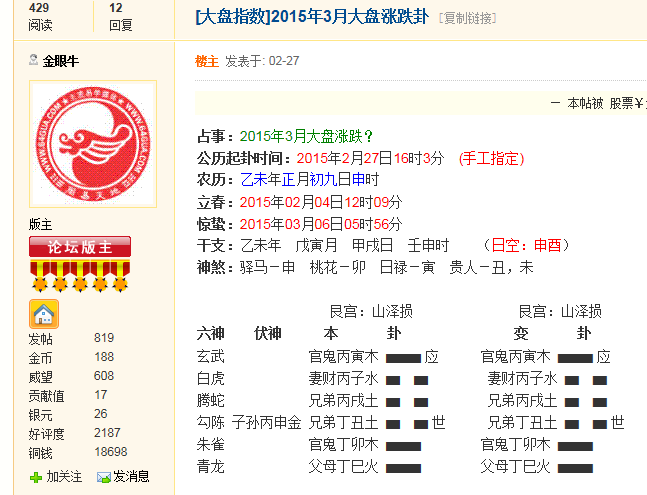 429 12
阅读 回复
[大盘指数]2015年3月大盘涨跌卦 [复制链接]
金眼牛
楼主 发表于: 02-27
— 本帖被 股票￥
占事：2015年3月大盘涨跌？
公历起卦时间：2015年2月27日16时3分 (手工指定)
农历：乙未年正月初九日申时
立春：2015年02月04日12时09分
惊蛰：2015年03月06日05时56分
干支：乙未年 戊寅月 甲戌日 壬申时 （日空：申酉）
神煞：驿马－申 桃花－卯 日禄－寅 贵人－丑，未
WWW.64GUA.COM
WWW.64GUA.COM
版主
论坛版主
发帖 819
金币 188
威望 608
贡献值 17
银元 26
好评度 2187
铜钱 18698
加关注 发消息
艮宫：山泽损 艮宫：山泽损
六神 伏神 本 卦 变 卦
玄武 官鬼丙寅木 应 官鬼丙寅木 应
白虎 妻财丙子水 妻财丙子水
腾蛇 兄弟丙戌土 兄弟丙戌土
勾陈 子孙丙申金 兄弟丁丑土 世 兄弟丁丑土 世
朱雀 官鬼丁卯木 官鬼丁卯木
青龙 父母丁巳火 父母丁巳火